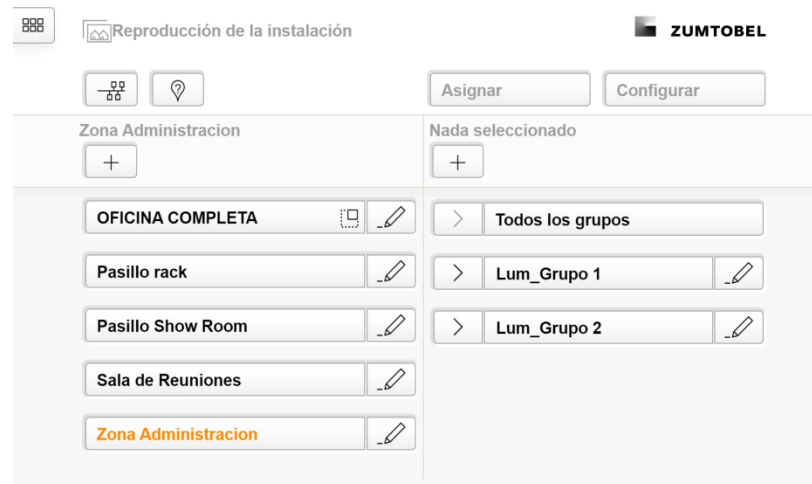 Reproducción de la instalación
ZUMTOBEL
Asignar
Configurar
Zona Administracion
Nada seleccionado
OFICINA COMPLETA
Todos los grupos
Pasillo rack
Lum_Grupo 1
Pasillo Show Room
Lum_Grupo 2
Sala de Reuniones
Zona Administracion